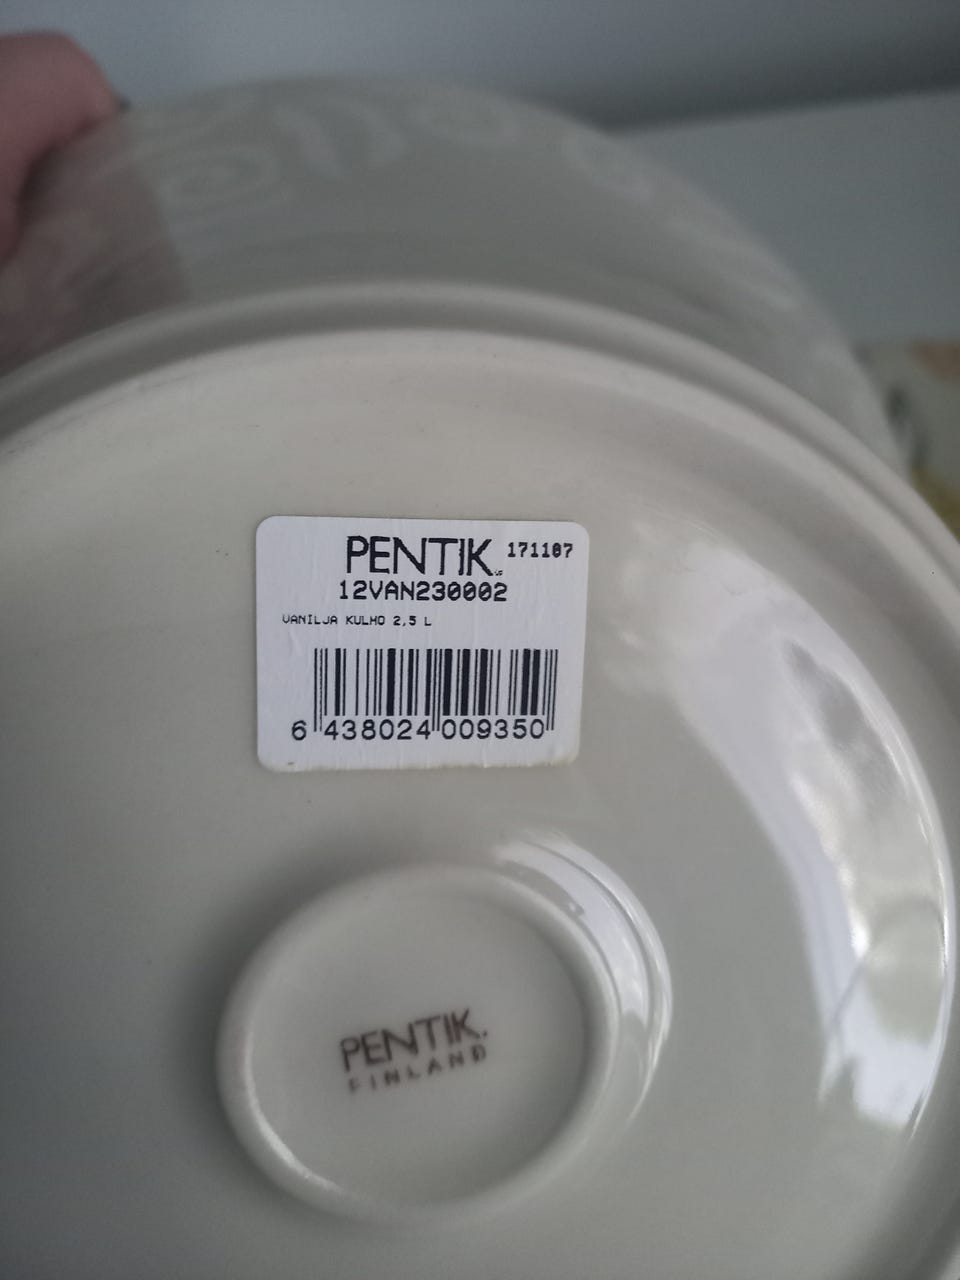 PENTIK. 171107
12VAN230002
VANILJA KULHO 2,5 L
6 438024 009350
PENTIK.
FINLAND